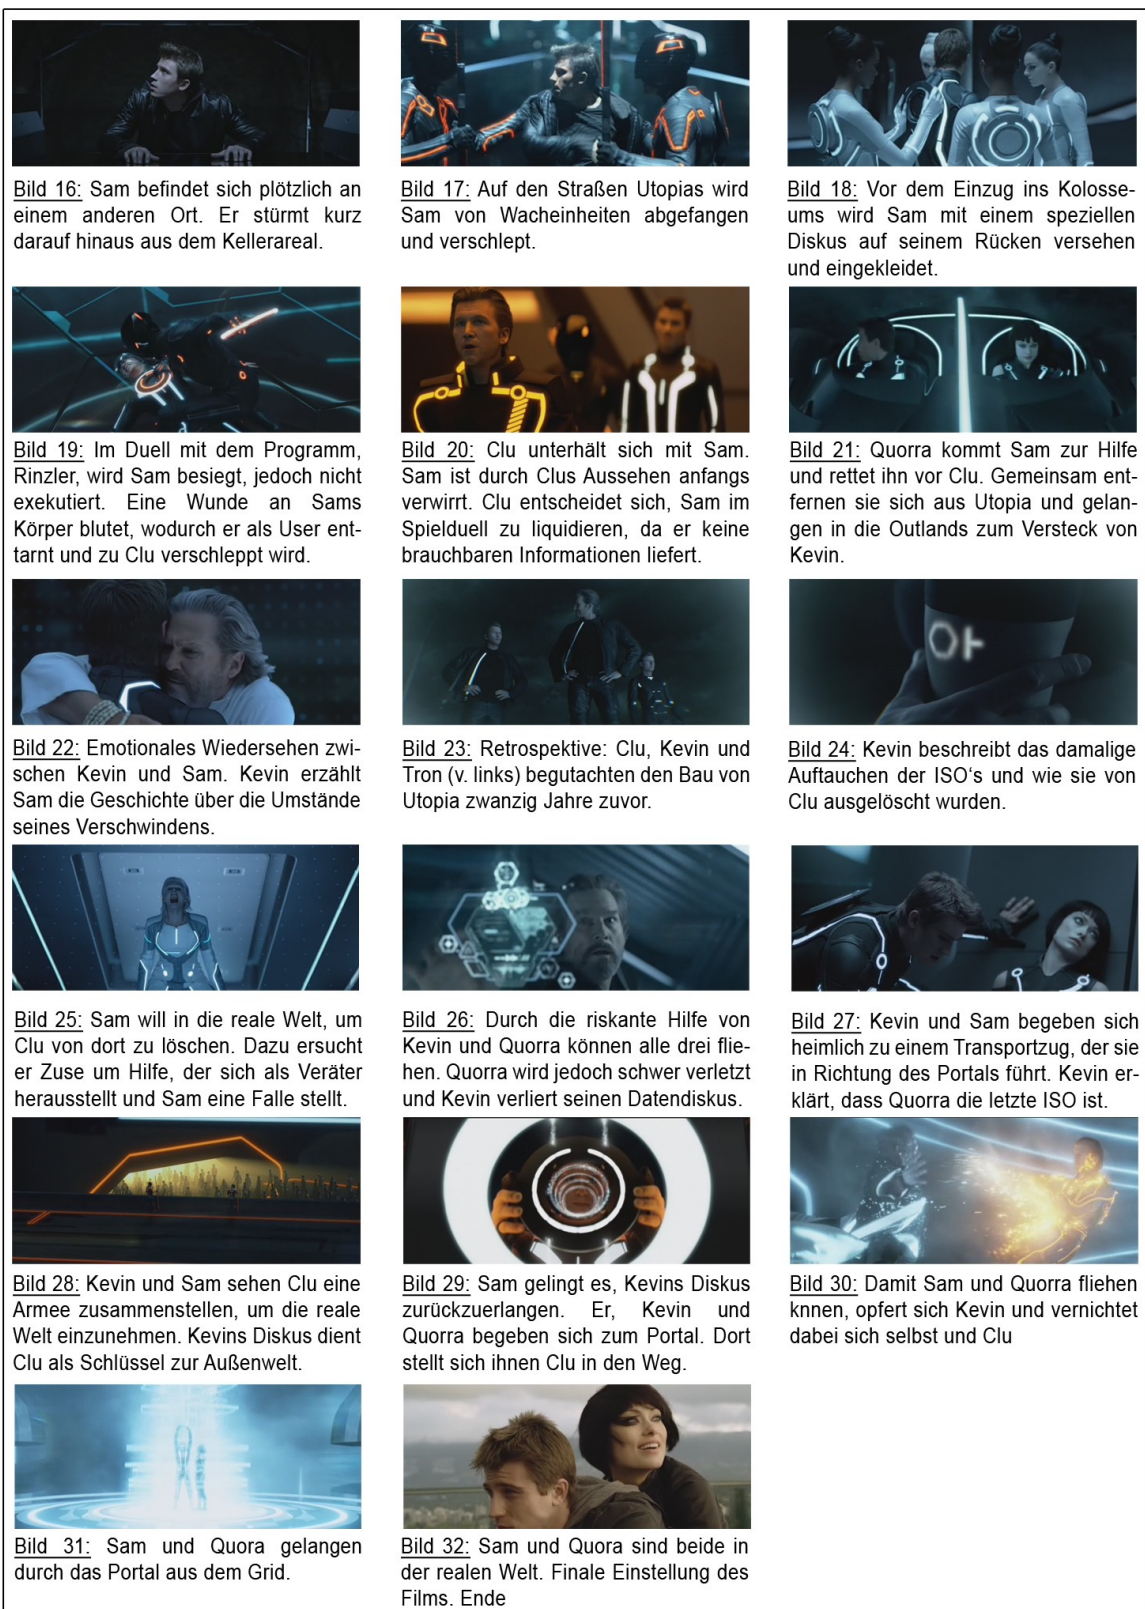 Bild 16: Sam befindet sich plötzlich an
einem anderen Ort. Er stürmt kurz
darauf hinaus aus dem Kellerareal.
Bild 17: Auf den Straßen Utopias wird
Sam von Wacheinheiten abgefangen
und verschlept.
Bild 18: Vor dem Einzug ins Kolosse-
ums wird Sam mit einem speziellen
Diskus auf seinem Rücken versehen
und eingekleidet.
Bild 19: Im Duell mit dem Programm,
Rinzler, wird Sam besiegt, jedoch nicht
exekutiert. Eine Wunde an Sams
Körper blutet, wodurch er als User ent-
tarnt und zu Clu verschleppt wird.
Bild 20: Clu unterhält sich mit Sam.
Sam ist durch Clus Aussehen anfangs
verwirrt. Clu entscheidet sich, Sam im
Spielduell zu liquidieren, da er keine
brauchbaren Informationen liefert.
Bild 21: Quorra kommt Sam zur Hilfe
und rettet ihn vor Clu. Gemeinsam ent-
fernen sie sich aus Utopia und gelan-
gen in die Outlands zum Versteck von
Kevin.
Bild 22: Emotionales Wiedersehen zwi-
schen Kevin und Sam. Kevin erzählt
Sam die Geschichte über die Umstände
seines Verschwindens.
Bild 23: Retrospektive: Clu, Kevin und
Tron (v. links) begutachten den Bau von
Utopia zwanzig Jahre zuvor.
Bild 24: Kevin beschreibt das damalige
Auftauchen der ISO's und wie sie von
Clu ausgelöscht wurden.
Bild 25: Sam will in die reale Welt, um
Clu von dort zu löschen. Dazu ersucht
er Zuse um Hilfe, der sich als Veräter
herausstellt und Sam eine Falle stellt.
Bild 26: Durch die riskante Hilfe von
Kevin und Quorra können alle drei flie-
hen. Quorra wird jedoch schwer verletzt
und Kevin verliert seinen Datendiskus.
Bild 27: Kevin und Sam begeben sich
heimlich zu einem Transportzug, der sie
in Richtung des Portals führt. Kevin er-
klärt, dass Quorra die letzte ISO ist.
Bild 28: Kevin und Sam sehen Clu eine
Armee zusammenstellen, um die reale
Welt einzunehmen. Kevins Diskus dient
Clu als Schlüssel zur Außenwelt.
Bild 29: Sam gelingt es, Kevins Diskus
zurückzuerlangen. Er, Kevin und
Quorra begeben sich zum Portal. Dort
stellt sich ihnen Clu in den Weg.
Bild 30: Damit Sam und Quorra fliehen
knnen, opfert sich Kevin und vernichtet
dabei sich selbst und Clu
Bild 31: Sam und Quora gelangen
durch das Portal aus dem Grid.
Bild 32: Sam und Quora sind beide in
der realen Welt. Finale Einstellung des
Films. Ende